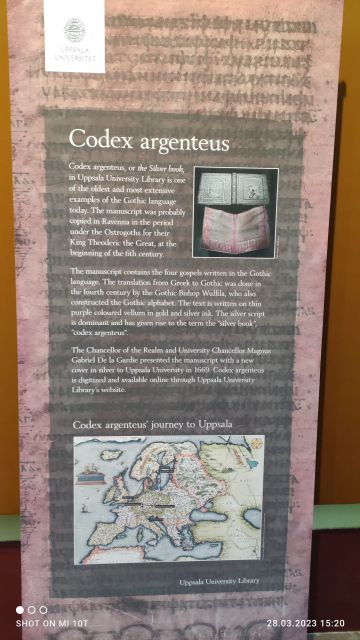 UPPSALA
UNIVERSITET
Codex argenteus
Codex argenteus, or the Silver book,
in Uppsala University Library is one
of the oldest and most extensive
examples of the Gothic language
today. The manuscript was probably
copied in Ravenna in the period
under the Ostrogoths for their
King Theoderic the Great, at the
beginning of the 6th century.
The manuscript contains the four gospels written in the Gothic
language. The translation from Greek to Gothic was done in
the fourth century by the Gothic Bishop Wulfila, who also
constructed the Gothic alphabet. The text is written on thin
purple coloured vellum in gold and silver ink. The silver script
is dominant and has given rise to the term the "silver book",
"codex argenteus".
The Chancellor of the Realm and University Chancellor Magnus
Gabriel De la Gardie presented the manuscript with a new
cover in silver to Uppsala University in 1669. Codex argenteus
is digitized and available online through Uppsala University
Library's website.
Codex argenteus' journey to Uppsala
Uppsala University Library
SHOT ON MI 10T
28.03.2023 15:20